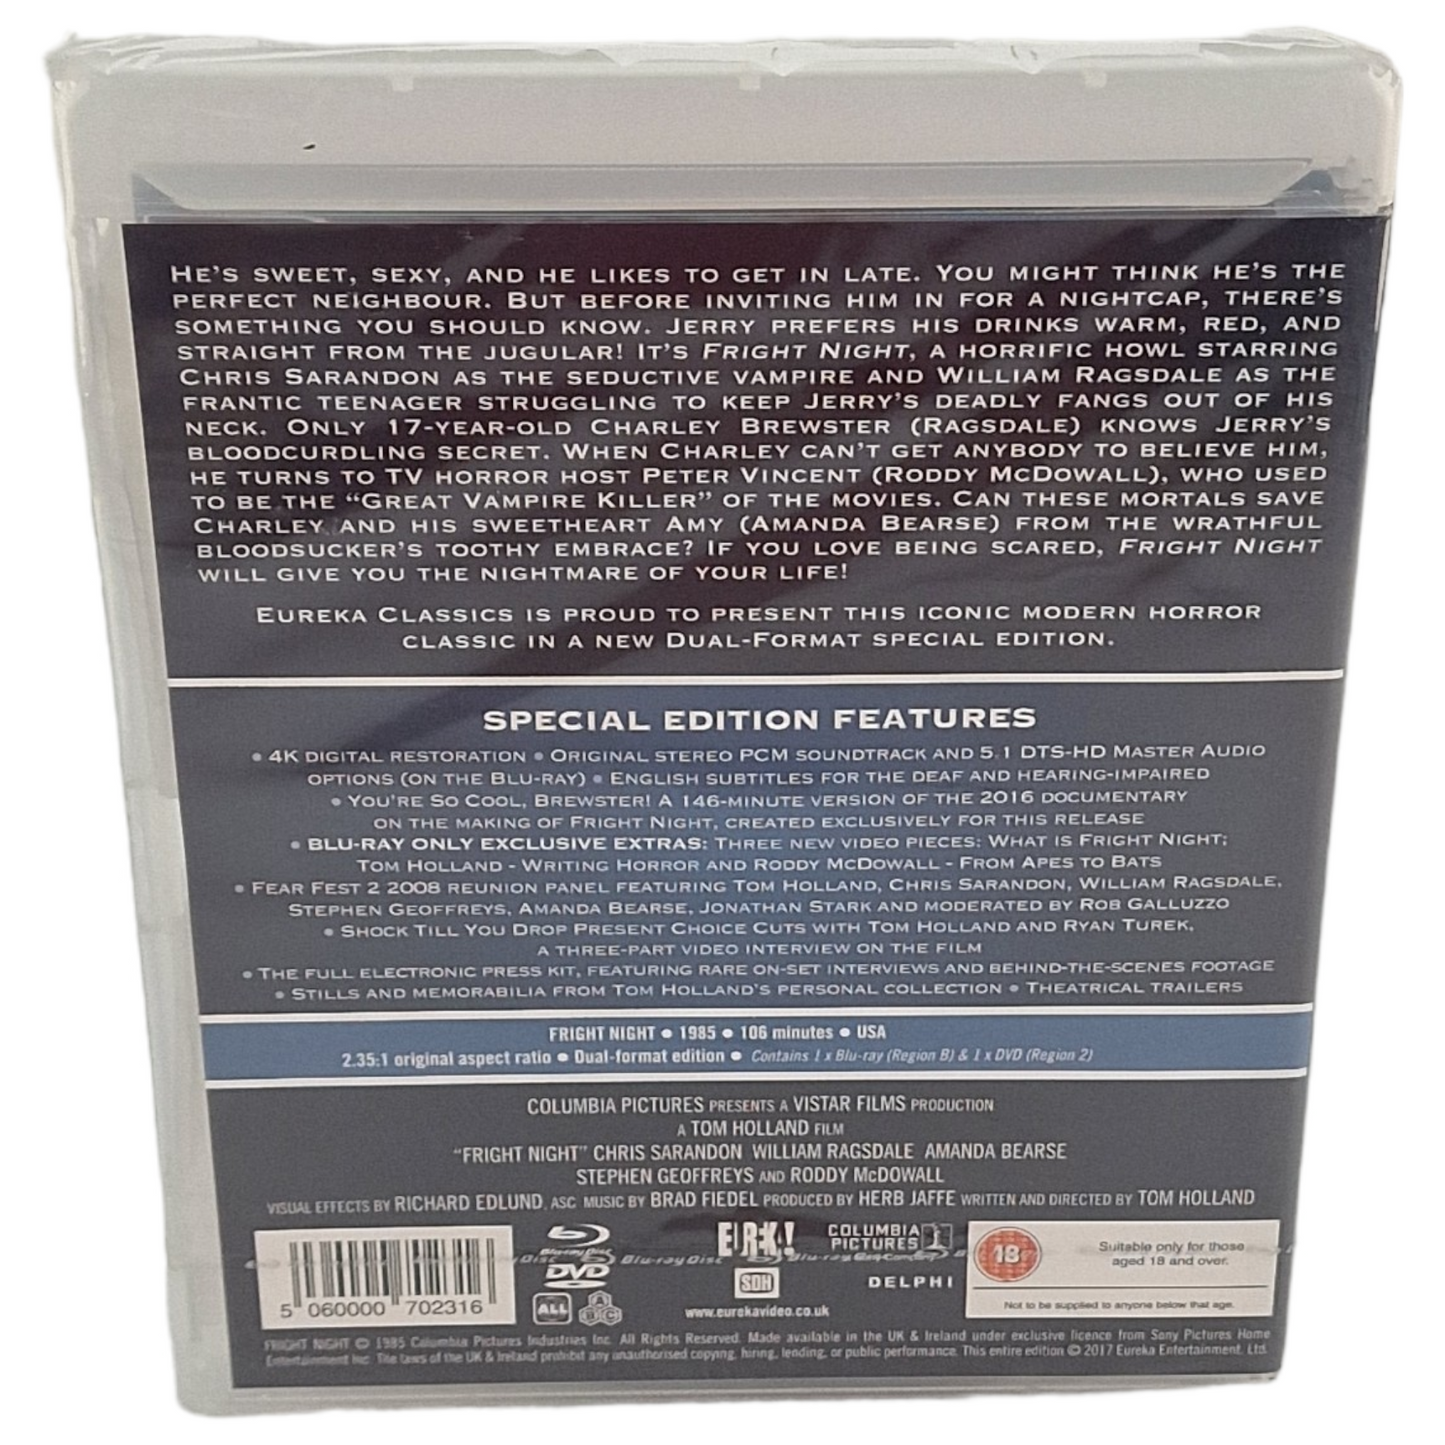 HE'S SWEET, SEXY, AND HE LIKES TO GET IN LATE. YOU MIGHT THINK HE'S THE
PERFECT NEIGHBOUR. BUT BEFORE INVITING HIM IN FOR A NIGHTCAP, THERE'S
SOMETHING YOU SHOULD KNOW. JERRY PREFERS HIS DRINKS WARM, RED, AND
STRAIGHT FROM THE JUGULAR! IT'S FRIGHT NIGHT, A HORRIFIC HOWL STARRING
CHRIS SARANDON AS THE SEDUCTIVE VAMPIRE AND WILLIAM RAGSDALE AS THE
FRANTIC TEENAGER STRUGGLING TO KEEP JERRY'S DEADLY FANGS OUT OF HIS
NECK. ONLY 17-YEAR-OLD CHARLEY BREWSTER (RAGSDALE) KNOWS JERRY'S
BLOODCURDLING SECRET. WHEN CHARLEY CAN'T GET ANYBODY TO BELIEVE HIM,
HE TURNS TO TV HORROR HOST PETER VINCENT (RODDY MCDOWALL), WHO USED
TO BE THE "GREAT VAMPIRE KILLER" OF THE MOVIES. CAN THESE MORTALS SAVE
CHARLEY AND HIS SWEETHEART AMY (AMANDA BEARSE) FROM THE WRATHFUL
BLOODSUCKER'S TOOTHY EMBRACE? IF YOU LOVE BEING SCARED, FRIGHT NIGHT
WILL GIVE YOU THE NIGHTMARE OF YOUR LIFE!
EUREKA CLASSICS IS PROUD TO PRESENT THIS ICONIC MODERN HORROR
CLASSIC IN A NEW DUAL-FORMAT SPECIAL EDITION.
SPECIAL EDITION FEATURES
• 4K DIGITAL RESTORATION • ORIGINAL STEREO PCM SOUNDTRACK AND 5.1 DTS-HD MASTER AUDIO
OPTIONS (ON THE BLU-RAY) • ENGLISH SUBTITLES FOR THE DEAF AND HEARING-IMPAIRED
• YOU'RE SO COOL, BREWSTER! A 146-MINUTE VERSION OF THE 2016 DOCUMENTARY
ON THE MAKING OF FRIGHT NIGHT, CREATED EXCLUSIVELY FOR THIS RELEASE
• BLU-RAY ONLY EXCLUSIVE EXTRAS: THREE NEW VIDEO PIECES: WHAT IS FRIGHT NIGHT;
TOM HOLLAND - WRITING HORROR AND RODDY MCDOWALL - FROM APES TO BATS
• FEAR FEST 2 2008 REUNION PANEL FEATURING TOM HOLLAND, CHRIS SARANDON, WILLIAM RAGSDALE,
STEPHEN GEOFFREYS, AMANDA BEARSE, JONATHAN STARK AND MODERATED BY ROB GALLUZZO
• SHOCK TILL YOU DROP PRESENT CHOICE CUTS WITH TOM HOLLAND AND RYAN TUREK,
A THREE-PART VIDEO INTERVIEW ON THE FILM
• THE FULL ELECTRONIC PRESS KIT, FEATURING RARE ON-SET INTERVIEWS AND BEHIND-THE-SCENES FOOTAGE
• STILLS AND MEMORABILIA FROM TOM HOLLAND'S PERSONAL COLLECTION • THEATRICAL TRAILERS
FRIGHT NIGHT • 1985 • 106 minutes • USA
2.35:1 original aspect ratio • Dual-format edition • Contains 1 x Blu-ray (Region B) & 1 x DVD (Region 2)
COLUMBIA PICTURES PRESENTS A VISTAR FILMS PRODUCTION
A TOM HOLLAND FILM
"FRIGHT NIGHT" CHRIS SARANDON WILLIAM RAGSDALE AMANDA BEARSE
STEPHEN GEOFFREYS AND RODDY McDOWALL
VISUAL EFFECTS BY RICHARD EDLUND, ASC MUSIC BY BRAD FIEDEL PRODUCED BY HERB JAFFE WRITTEN AND DIRECTED BY TOM HOLLAND
5 060000 702316
Blu-ray Disc
DVD
ALL
Blu-ray Disc
EUREKA!
SDH
www.eurekavideo.co.uk
COLUMBIA
PICTURES
DELPHI
18
Suitable only for those
aged 18 and over.
Not to be supplied to anyone below that age.
FRIGHT NIGHT © 1985 Columbia Pictures Industries Inc. All Rights Reserved. Made available in the UK & Ireland under exclusive licence from Sony Pictures Home
Entertainment Inc. The laws of the UK & Ireland prohibit any unauthorised copying, hiring, lending, or public performance. This entire edition © 2017 Eureka Entertainment, Ltd.